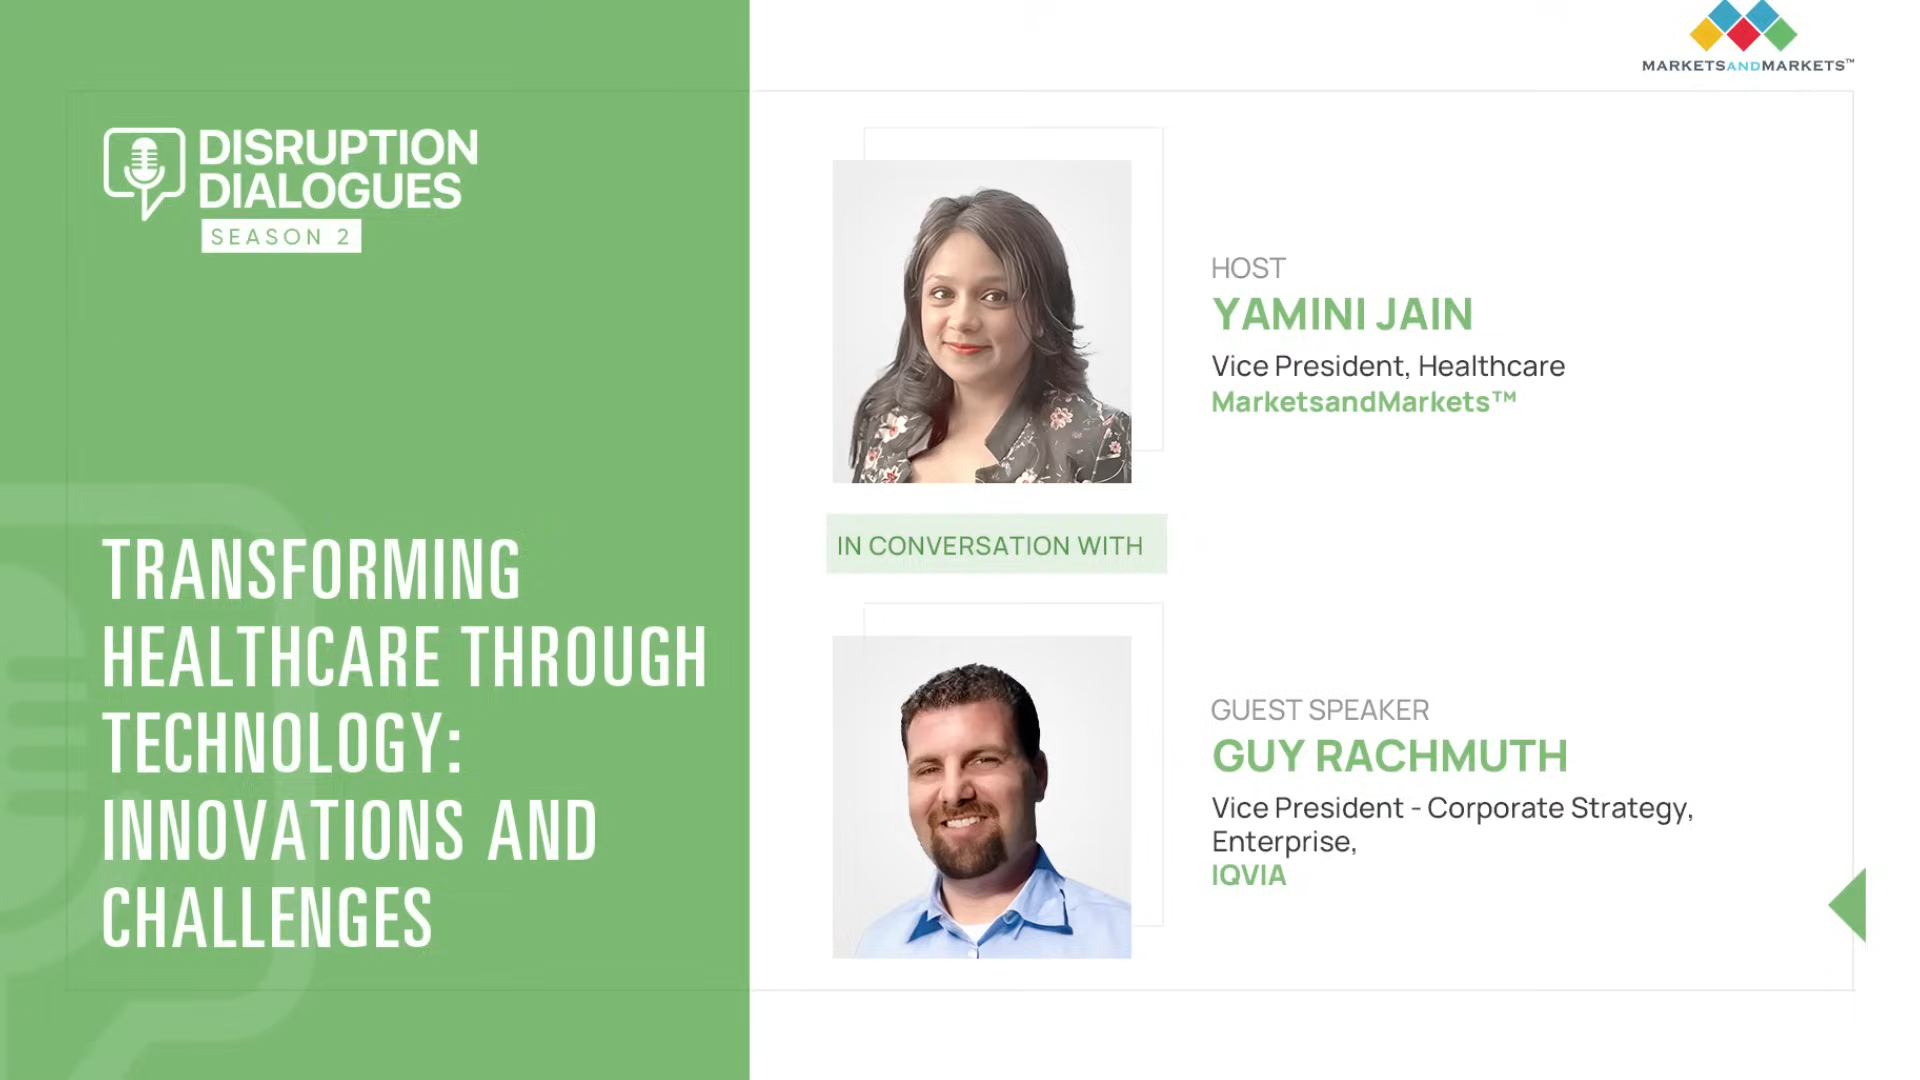 MARKETSANDMARKETS™
DISRUPTION
DIALOGUES
SEASON 2
TRANSFORMING
HEALTHCARE THROUGH
TECHNOLOGY:
INNOVATIONS AND
CHALLENGES
HOST
YAMINI JAIN
Vice President, Healthcare
MarketsandMarkets™
IN CONVERSATION WITH
GUEST SPEAKER
GUY RACHMUTH
Vice President - Corporate Strategy,
Enterprise,
IQVIA